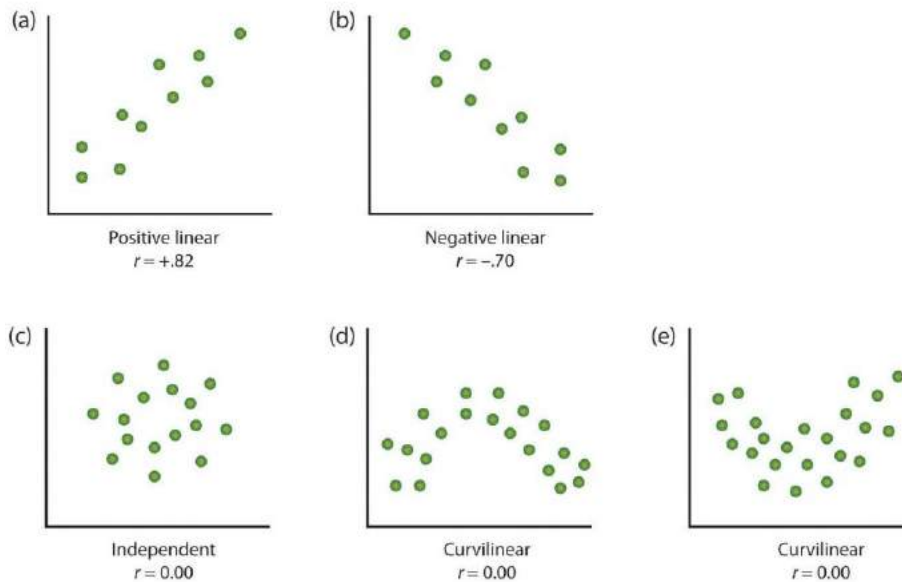 (a)
(b)
Positive linear
r = +.82
Negative linear
r = –.70
(c)
(d)
(e)
Independent
r = 0.00
Curvilinear
r = 0.00
Curvilinear
r = 0.00